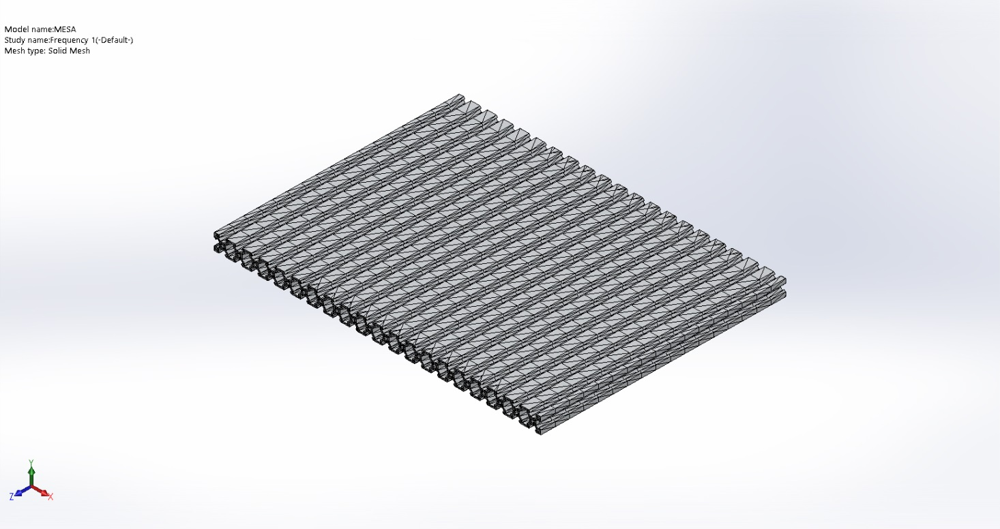 Model name:MESA
Study name:Frequency 1(-Default-)
Mesh type: Solid Mesh
Y
Z
X